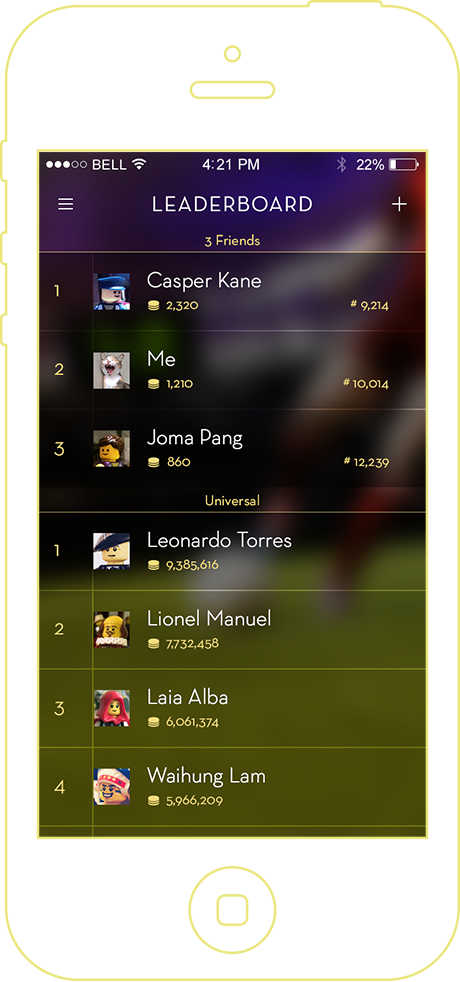 BELL 4:21 PM 22%
LEADERBOARD
3 Friends
1 Casper Kane
2,320 # 9,214
2 Me
1,210 # 10,014
3 Joma Pang
860 # 12,239
Universal
1 Leonardo Torres
9,385,616
2 Lionel Manuel
7,732,458
3 Laia Alba
6,061,374
4 Waihung Lam
5,966,209